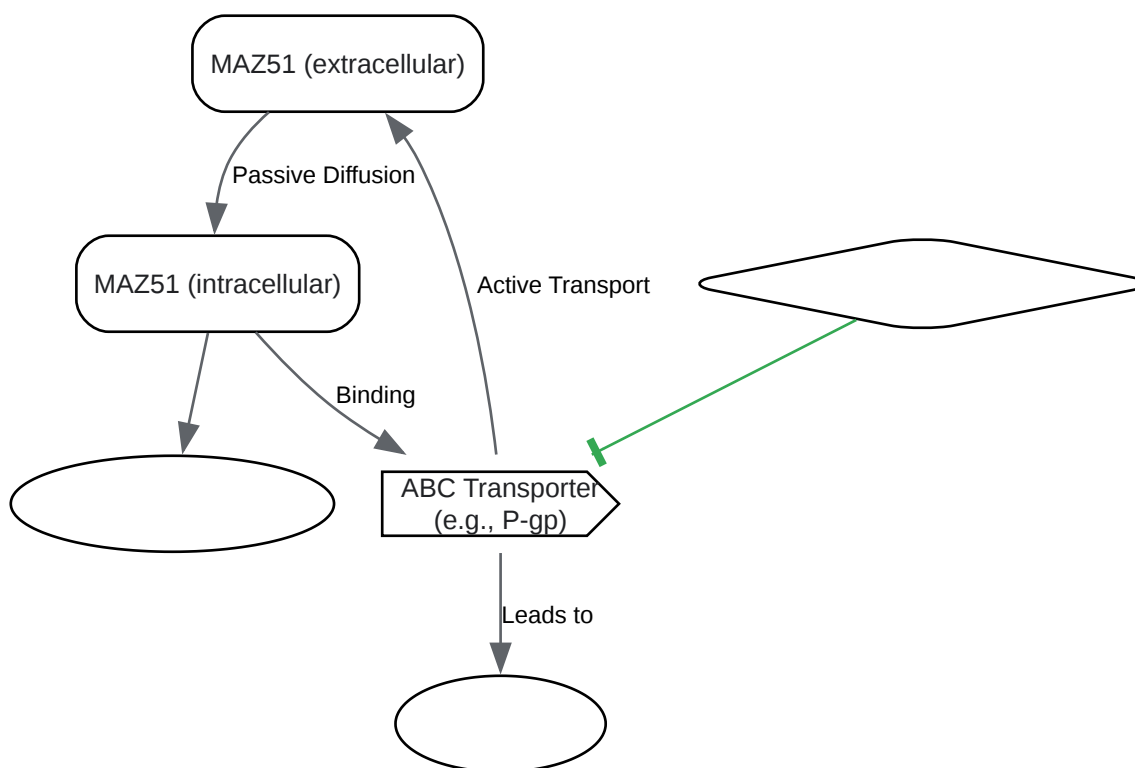 MAZ51 (extracellular)
Passive Diffusion
MAZ51 (intracellular)
Active Transport
Binding
ABC Transporter
(e.g., P-gp)
Leads to